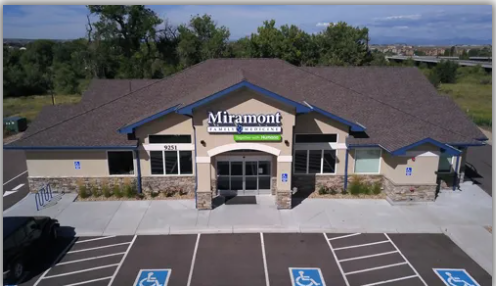 Miramont
FAMILY MEDICINE
Together with Humana
9251